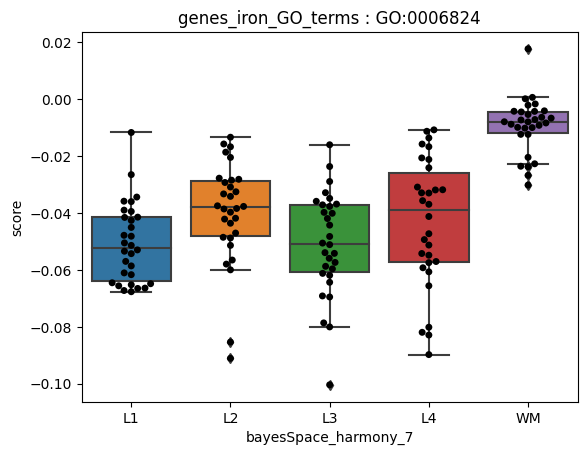 genes_iron_GO_terms : GO:0006824
0.02
0.00
−0.02
−0.04
−0.06
−0.08
−0.10
score
L1 L2 L3 L4 WM
bayesSpace_harmony_7